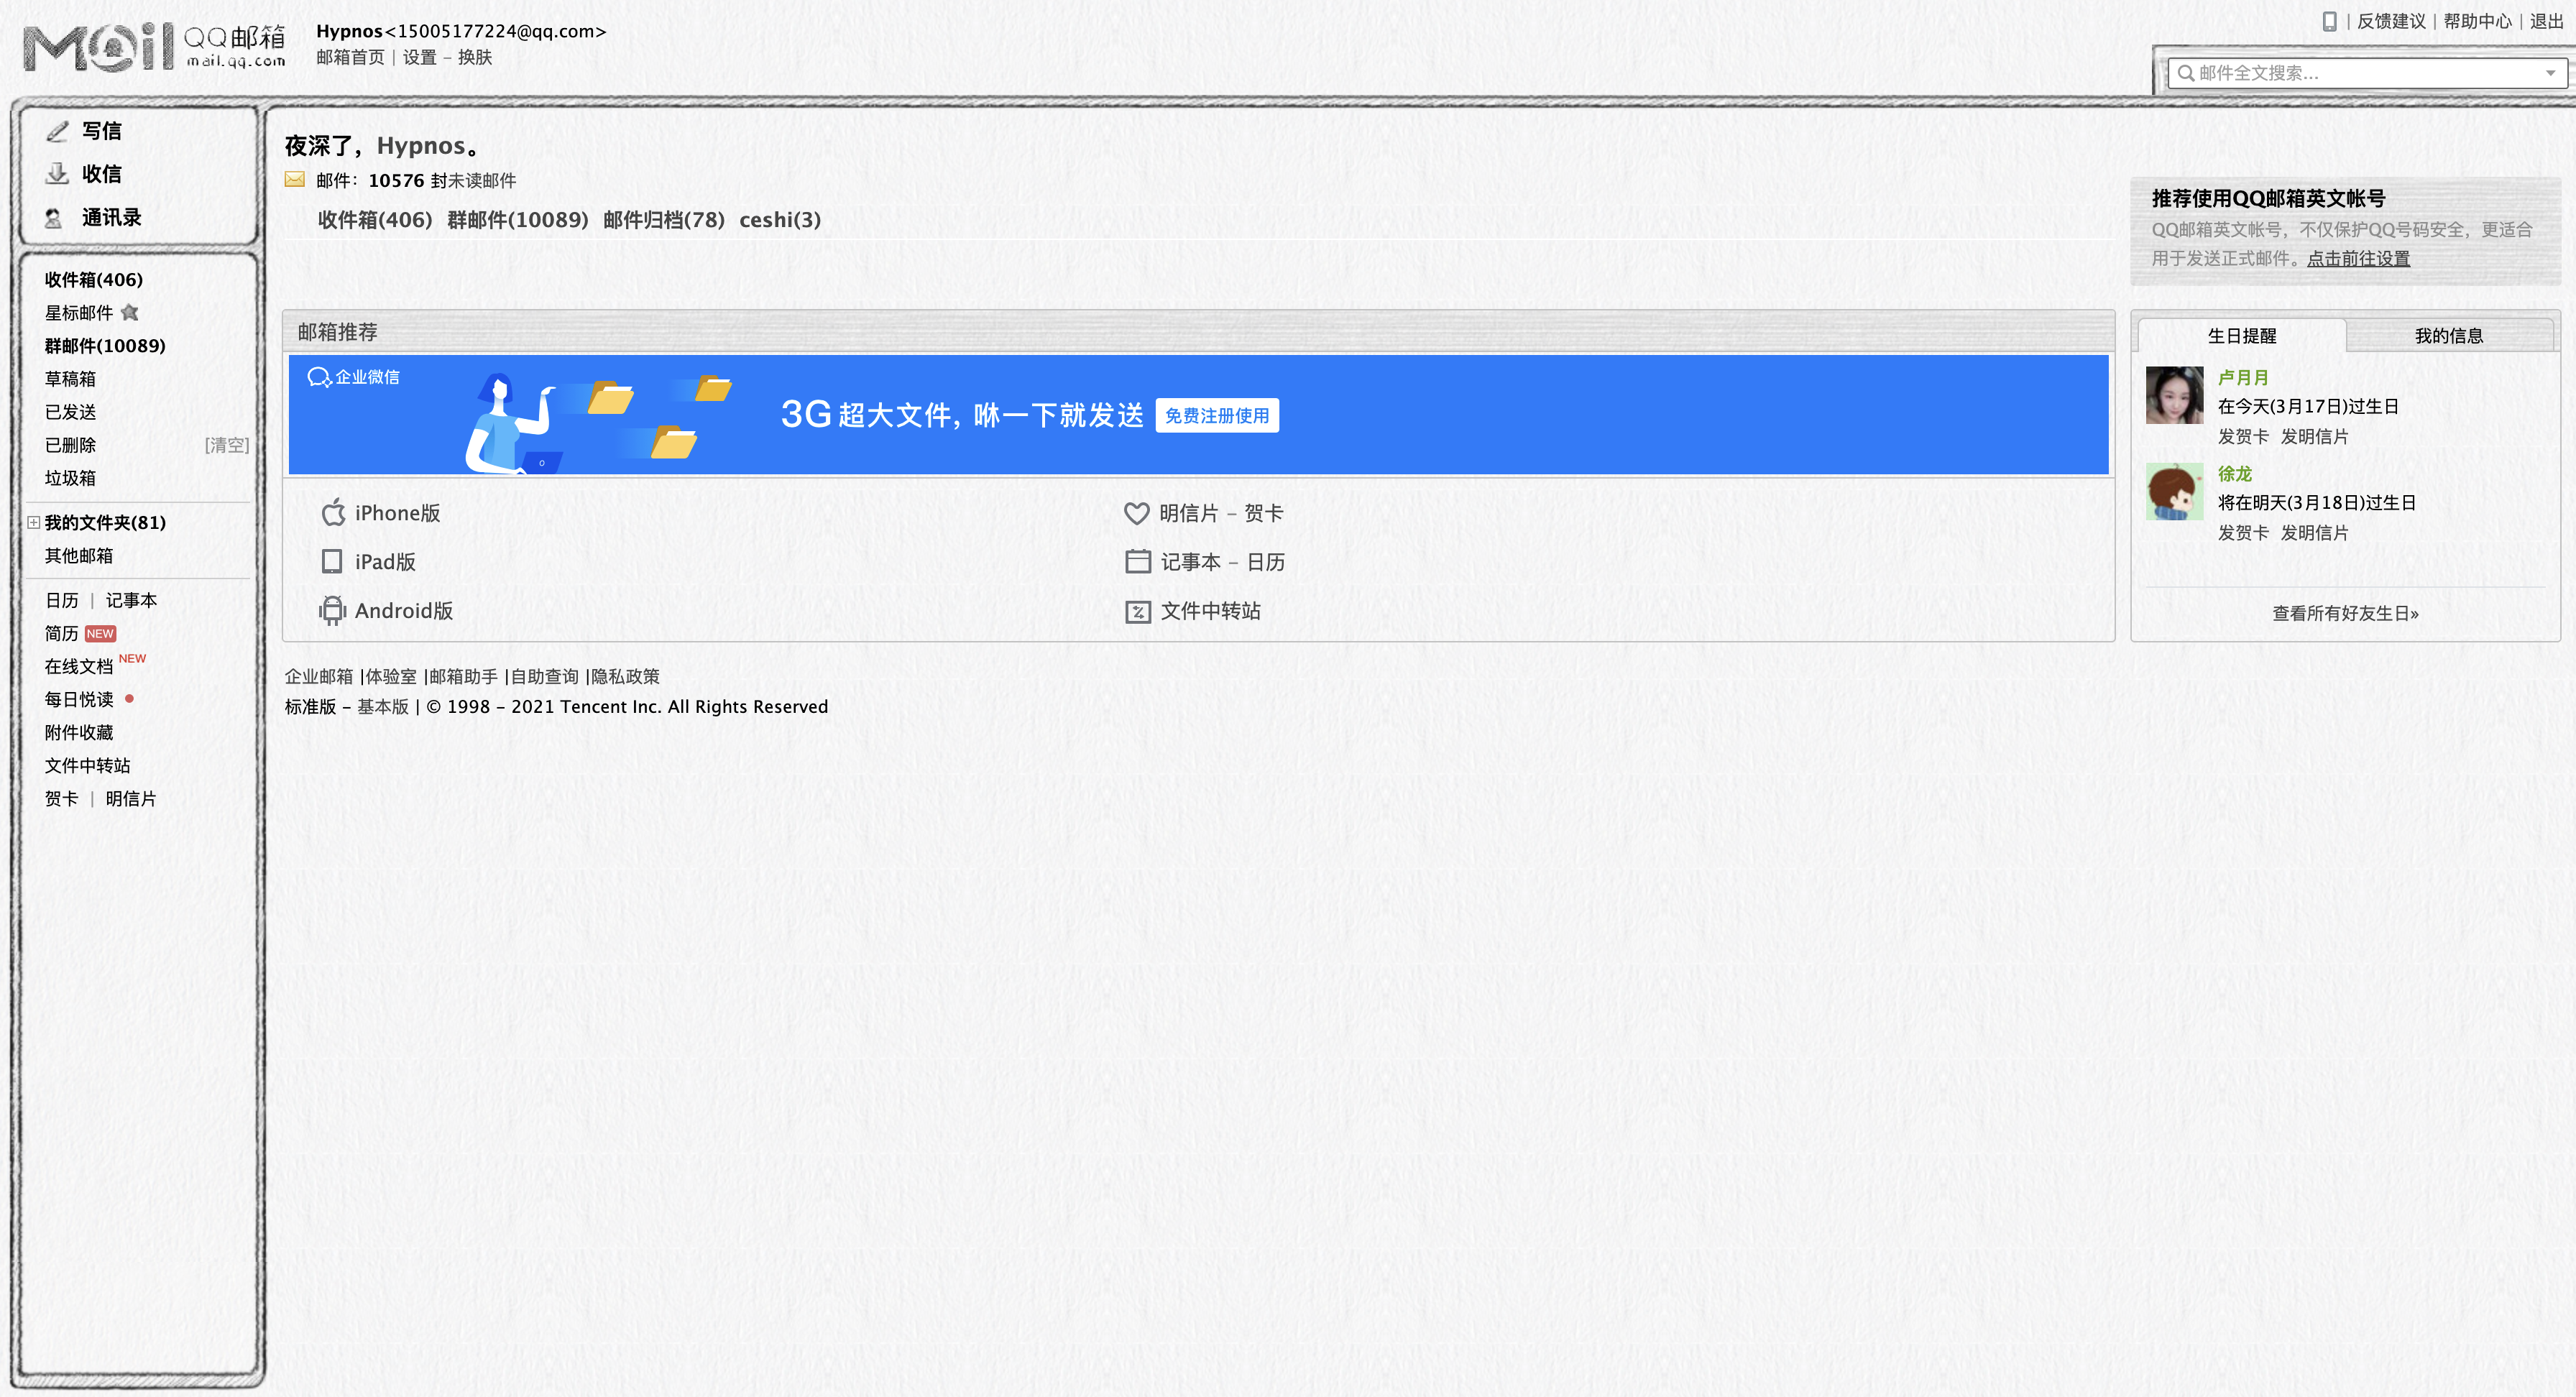 Mail QQ邮箱 mail.qq.com
Hypnos<15005177224@qq.com>
邮箱首页 | 设置 - 换肤
| 反馈建议 | 帮助中心 | 退出
邮件全文搜索...
写信
收信
通讯录
收件箱(406)
星标邮件
群邮件(10089)
草稿箱
已发送
已删除 [清空]
垃圾箱
我的文件夹(81)
其他邮箱
日历 | 记事本
简历 NEW
在线文档 NEW
每日悦读
附件收藏
文件中转站
贺卡 | 明信片
夜深了，Hypnos。
邮件：10576 封未读邮件
收件箱(406) 群邮件(10089) 邮件归档(78) ceshi(3)
邮箱推荐
企业微信
3G 超大文件, 咻一下就发送 免费注册使用
iPhone版
明信片 - 贺卡
iPad版
记事本 - 日历
Android版
文件中转站
企业邮箱 |体验室 |邮箱助手 |自助查询 |隐私政策
标准版 - 基本版 | © 1998 - 2021 Tencent Inc. All Rights Reserved
推荐使用QQ邮箱英文帐号
QQ邮箱英文帐号，不仅保护QQ号码安全，更适合
用于发送正式邮件。点击前往设置
生日提醒 我的信息
卢月月
在今天(3月17日)过生日
发贺卡 发明信片
徐龙
将在明天(3月18日)过生日
发贺卡 发明信片
查看所有好友生日»